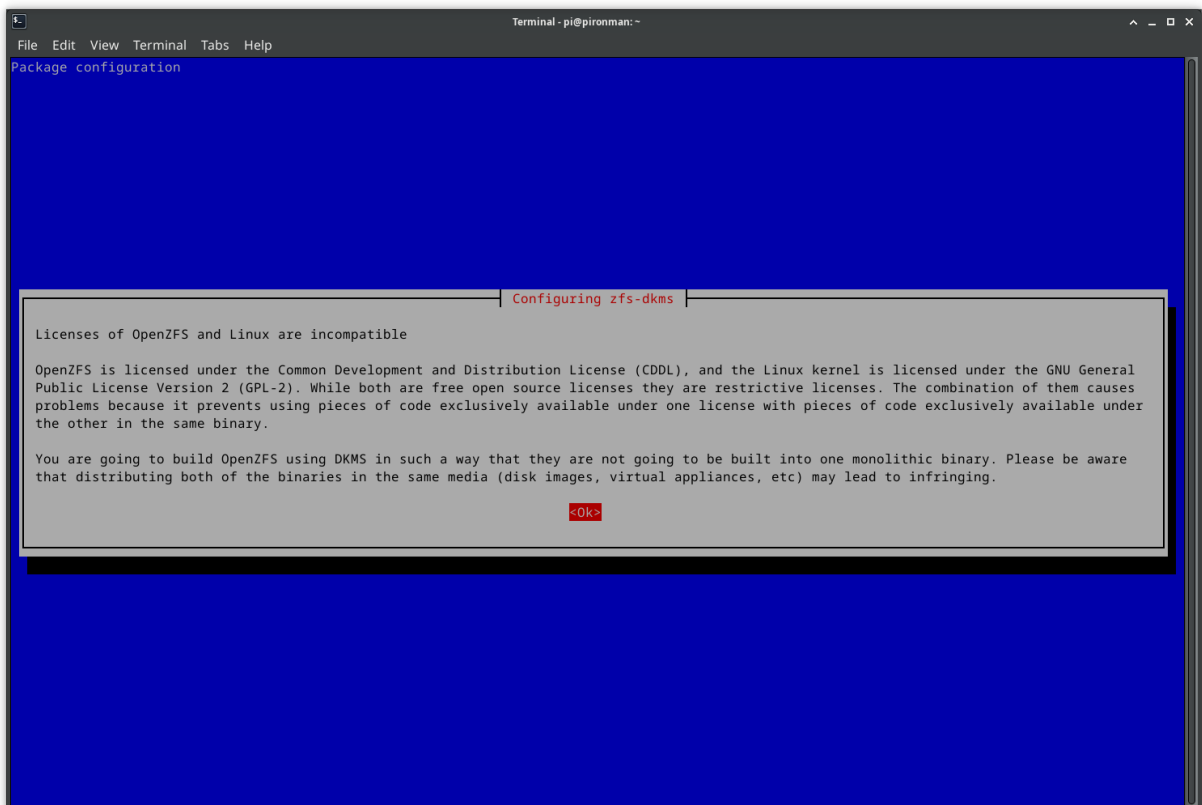 Terminal - pi@pironman: ~
File Edit View Terminal Tabs Help
Package configuration
Configuring zfs-dkms
Licenses of OpenZFS and Linux are incompatible
OpenZFS is licensed under the Common Development and Distribution License (CDDL), and the Linux kernel is licensed under the GNU General
Public License Version 2 (GPL-2). While both are free open source licenses they are restrictive licenses. The combination of them causes
problems because it prevents using pieces of code exclusively available under one license with pieces of code exclusively available under
the other in the same binary.
You are going to build OpenZFS using DKMS in such a way that they are not going to be built into one monolithic binary. Please be aware
that distributing both of the binaries in the same media (disk images, virtual appliances, etc) may lead to infringing.
<Ok>